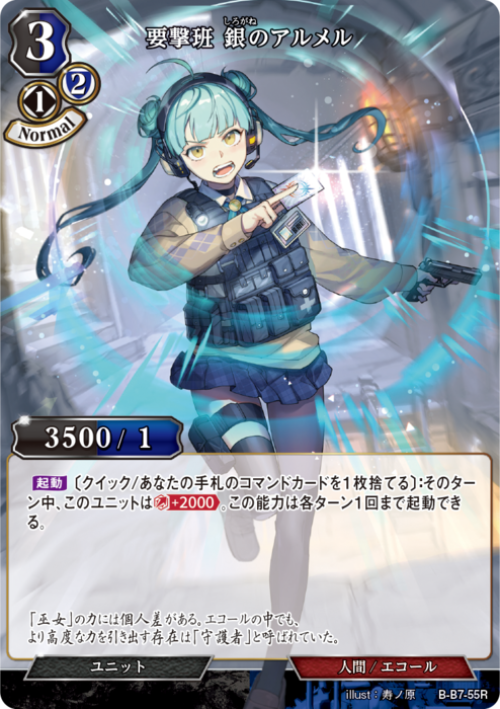 しろがね
3
要撃班 銀のアルメル
2
1
Normal
3500 / 1
起動 〔クイック/あなたの手札のコマンドカードを1枚捨てる〕:そのター
ン中、このユニットは+2000。この能力は各ターン1回まで起動でき
る。
「巫女」の力には個人差がある。エコールの中でも、
より高度な力を引き出す存在は「守護者」と呼ばれていた。
ユニット
人間 / エコール
illust:寿ノ原
B-B7-55R